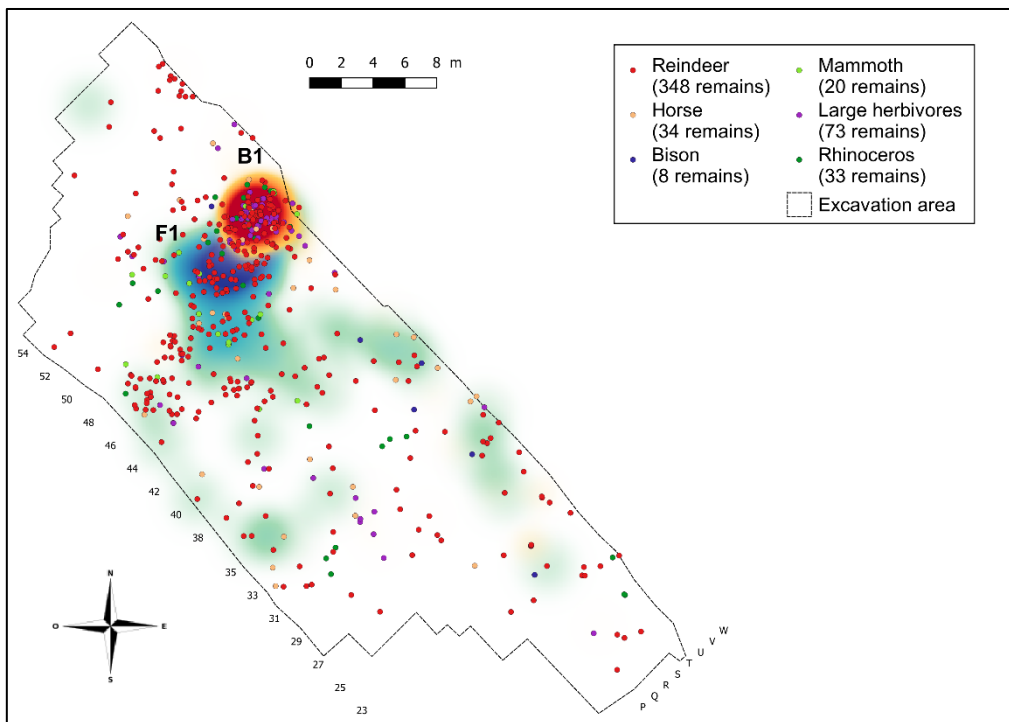 0 2 4 6 8 m
Reindeer
(348 remains)
Horse
(34 remains)
Bison
(8 remains)
Mammoth
(20 remains)
Large herbivores
(73 remains)
Rhinoceros
(33 remains)
Excavation area
B1
F1
54
52
50
48
46
44
42
40
38
35
33
31
29
27
25
23
P
Q
R
S
T
U
V
W
N
O
E
S